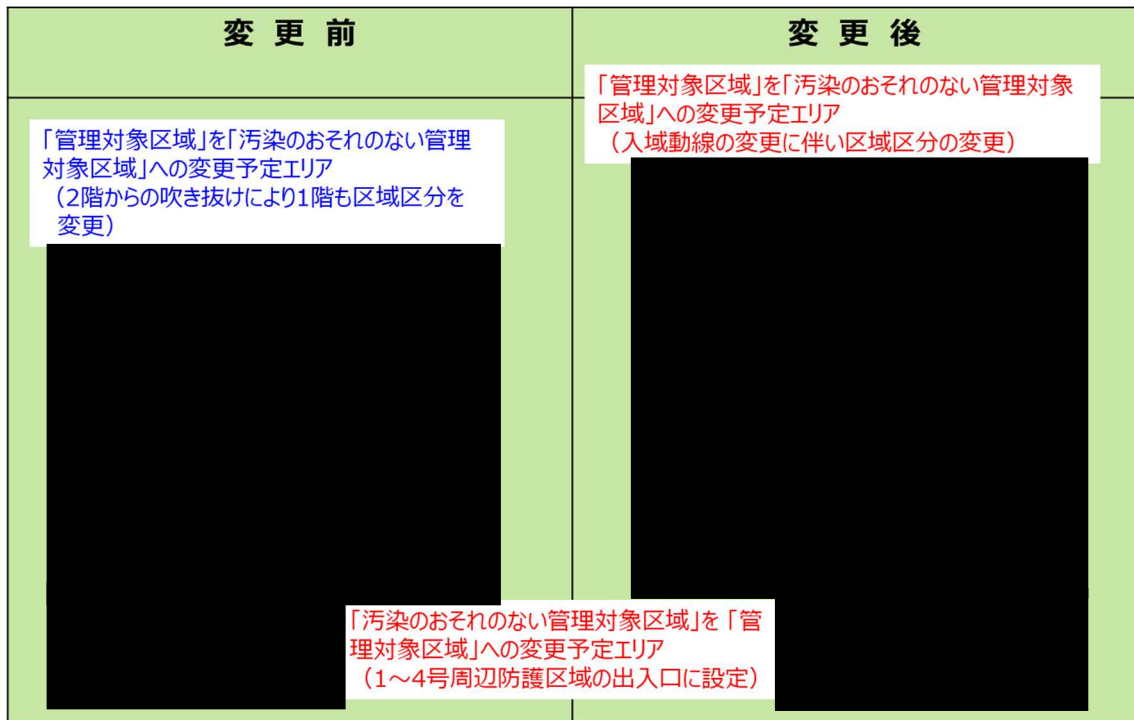 変 更 前
変 更 後
「管理対象区域」を「汚染のおそれのない管理
対象区域」への変更予定エリア
(2階からの吹き抜けにより1階も区域区分を
変更)
「管理対象区域」を「汚染のおそれのない管理対象
区域」への変更予定エリア
(入域動線の変更に伴い区域区分の変更)
「汚染のおそれのない管理対象区域」を「管
理対象区域」への変更予定エリア
(1～4号周辺防護区域の出入口に設定)